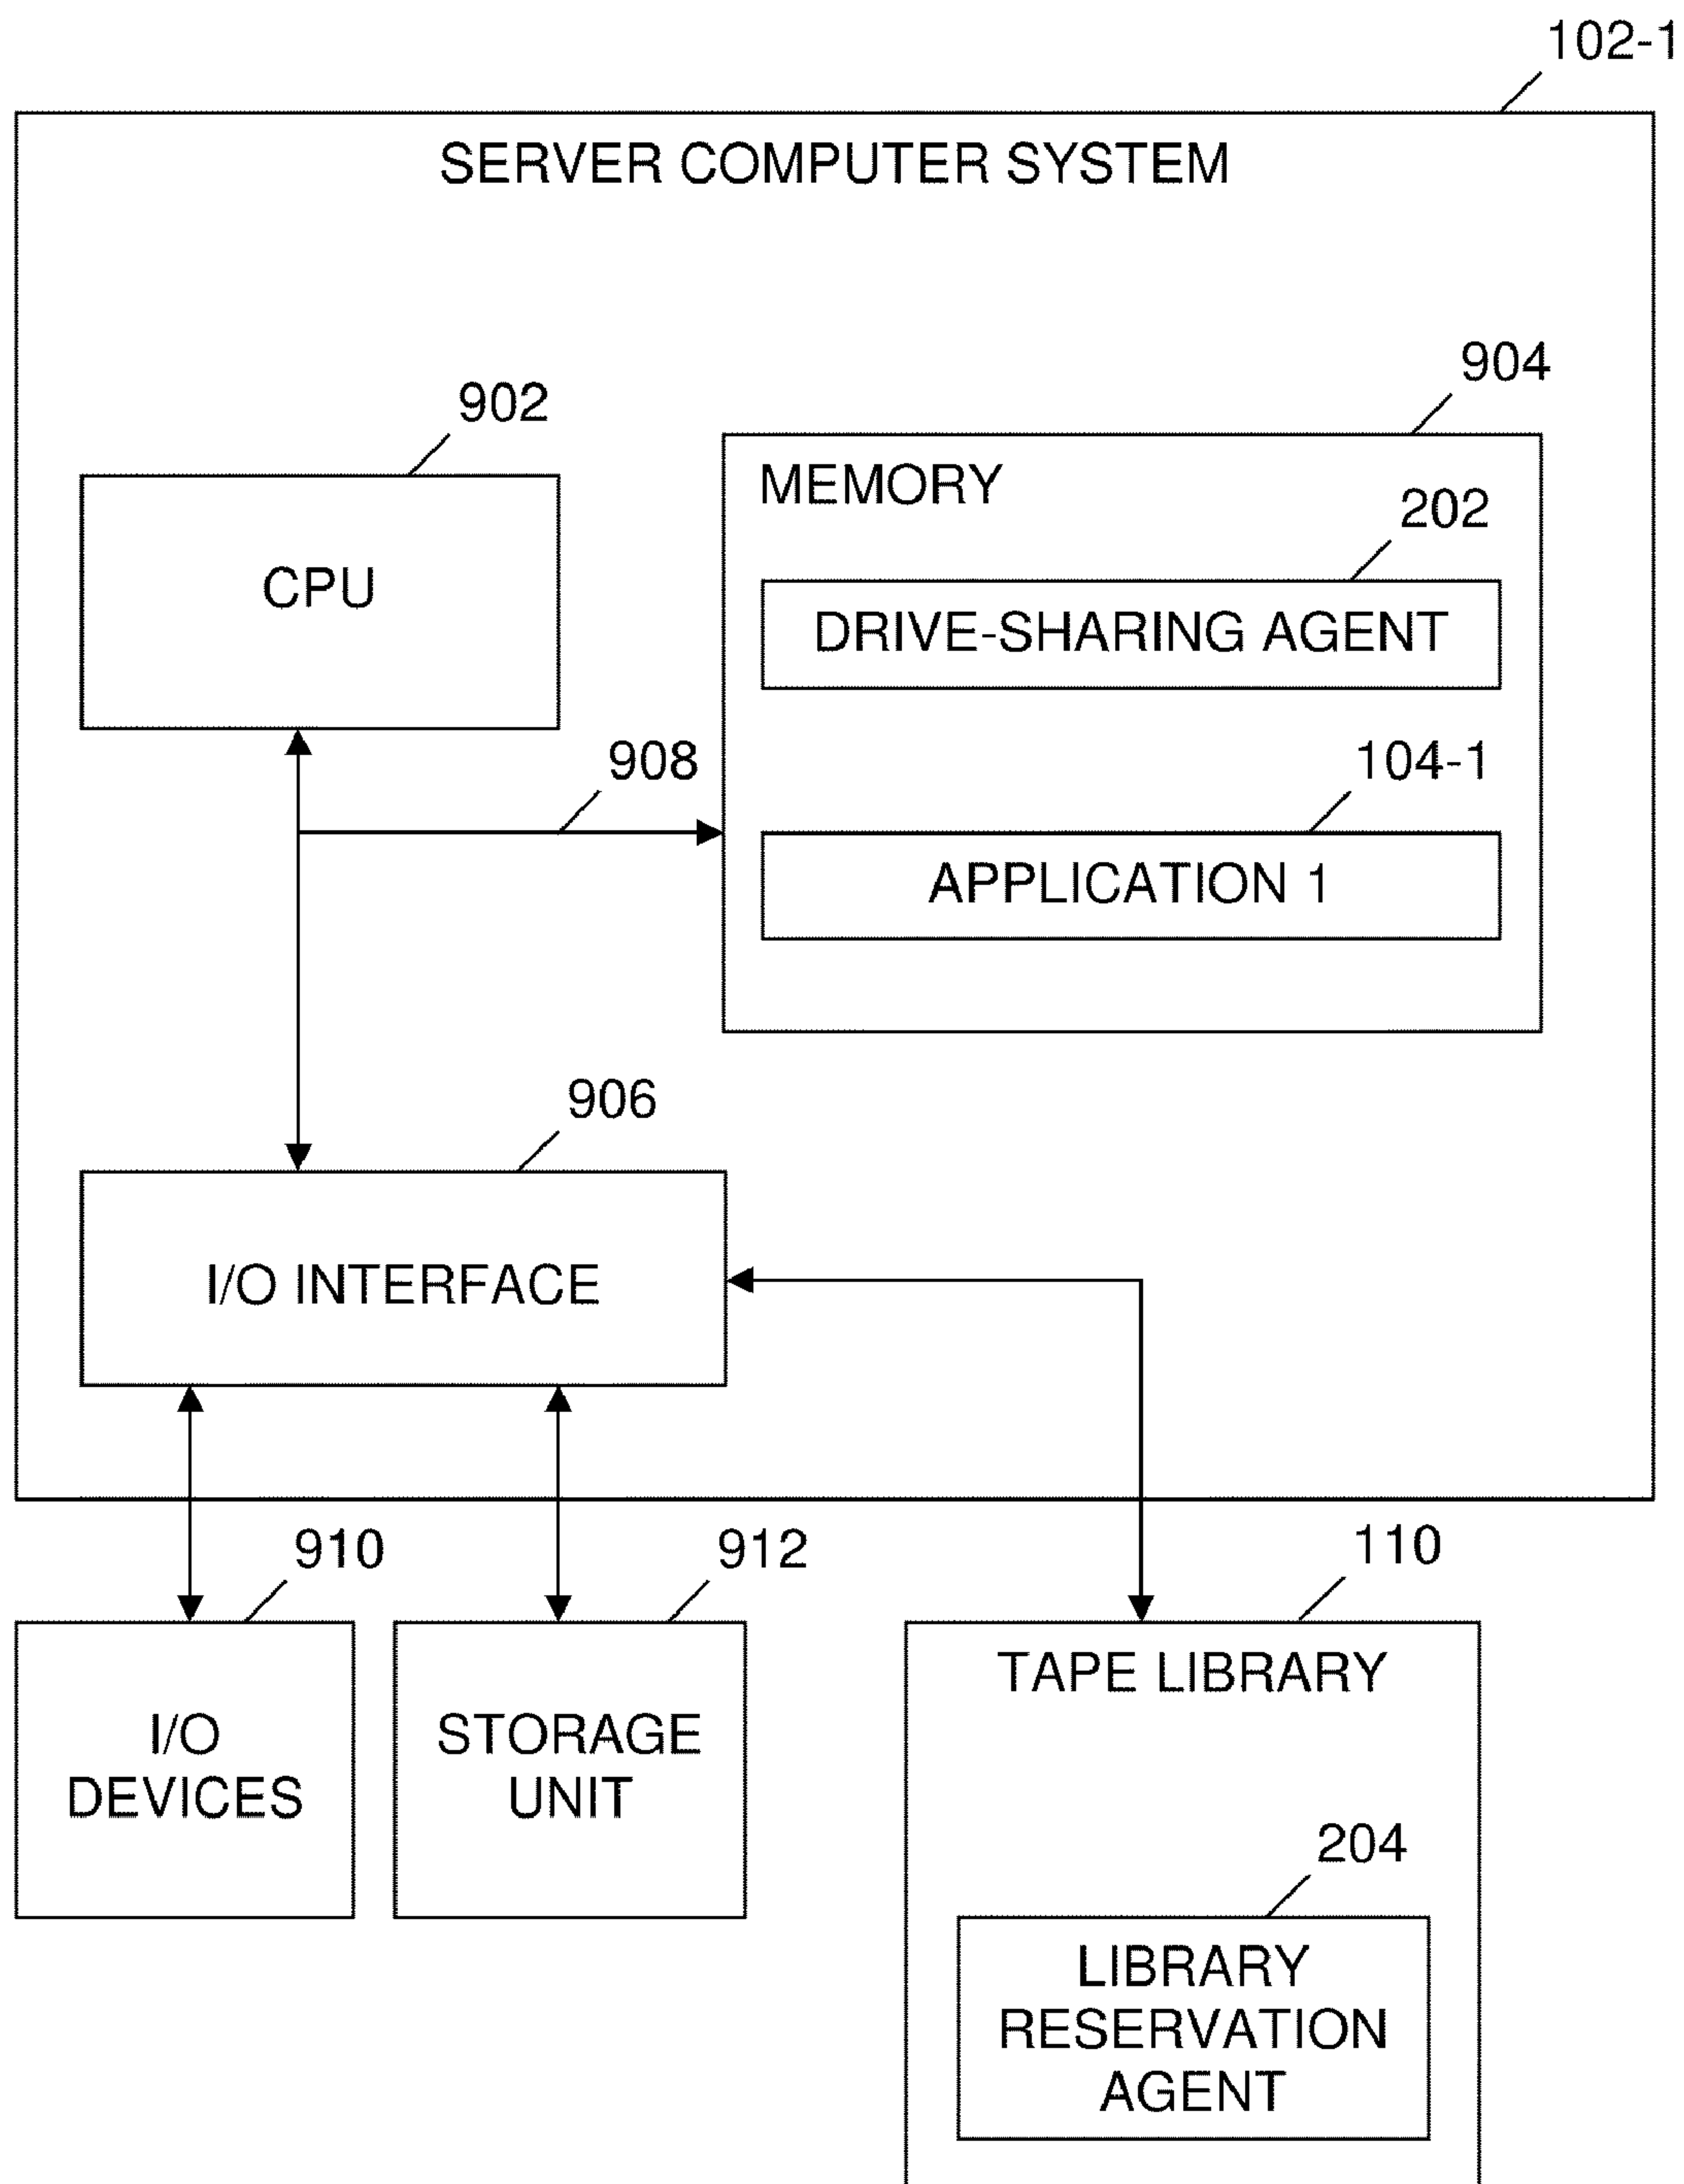 102-1
SERVER COMPUTER SYSTEM
904
902
MEMORY
202
CPU
DRIVE-SHARING AGENT
908
104-1
APPLICATION 1
906
I/O INTERFACE
910
912
110
TAPE LIBRARY
I/O
DEVICES
STORAGE
UNIT
204
LIBRARY
RESERVATION
AGENT